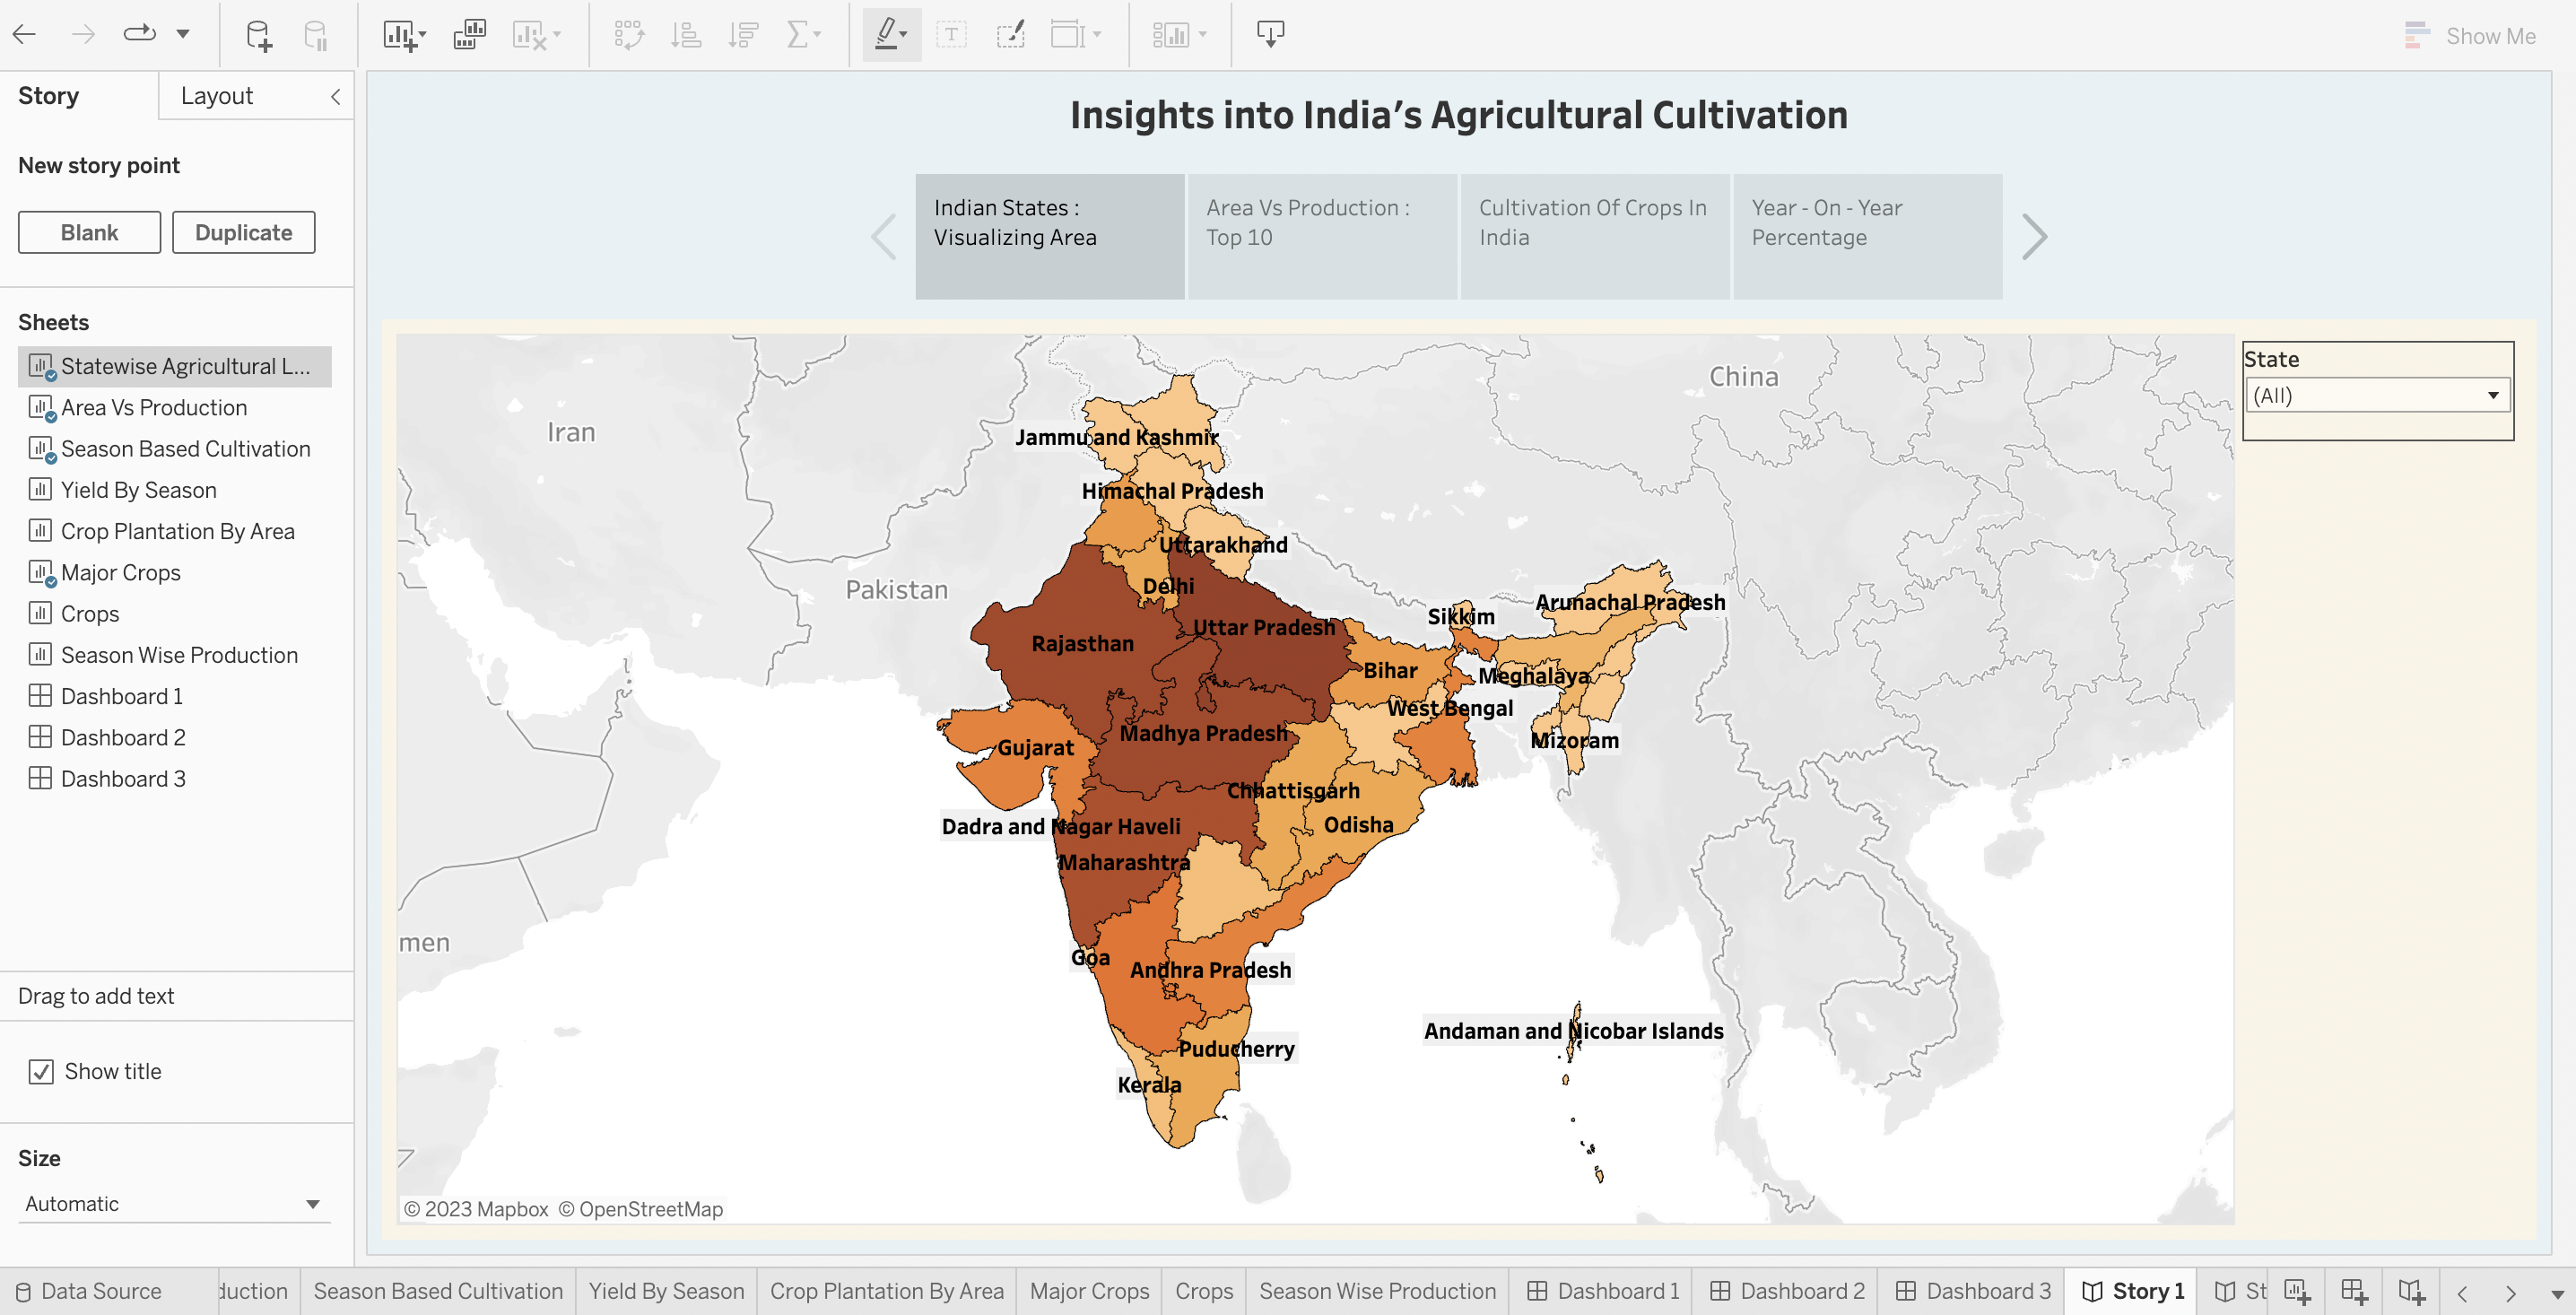 Show Me
Story
Layout
New story point
Blank
Duplicate
Sheets
Statewise Agricultural L...
Area Vs Production
Season Based Cultivation
Yield By Season
Crop Plantation By Area
Major Crops
Crops
Season Wise Production
Dashboard 1
Dashboard 2
Dashboard 3
Drag to add text
Show title
Size
Automatic
Insights into India’s Agricultural Cultivation
Indian States :
Visualizing Area
Area Vs Production :
Top 10
Cultivation Of Crops In
India
Year - On - Year
Percentage
State
(All)
China
Iran
Jammu and Kashmir
Himachal Pradesh
Uttarakhand
Pakistan
Delhi
Arunachal Pradesh
Sikkim
Uttar Pradesh
Rajasthan
Bihar
Meghalaya
West Bengal
Madhya Pradesh
Mizoram
Gujarat
Chhattisgarh
Odisha
Dadra and Nagar Haveli
Maharashtra
men
Goa
Andhra Pradesh
Andaman and Nicobar Islands
Puducherry
Kerala
© 2023 Mapbox © OpenStreetMap
Data Source
duction
Season Based Cultivation
Yield By Season
Crop Plantation By Area
Major Crops
Crops
Season Wise Production
Dashboard 1
Dashboard 2
Dashboard 3
Story 1
St